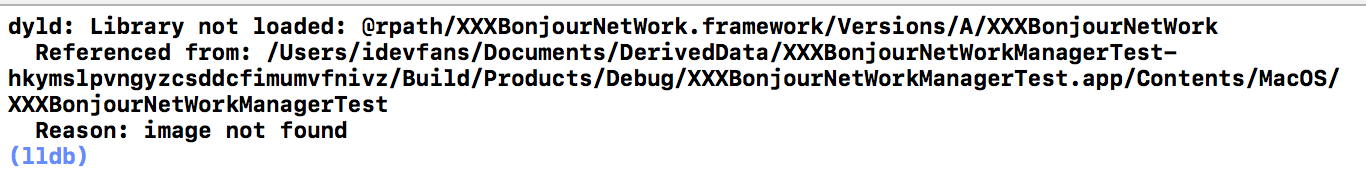 dyld: Library not loaded: @rpath/XXXBonjourNetWork.framework/Versions/A/XXXBonjourNetWork
  Referenced from: /Users/idevfans/Documents/DerivedData/XXXBonjourNetWorkManagerTest-
hkymslpvngyzcsddcfimumvfnivz/Build/Products/Debug/XXXBonjourNetWorkManagerTest.app/Contents/MacOS/
XXXBonjourNetWorkManagerTest
  Reason: image not found
(lldb)